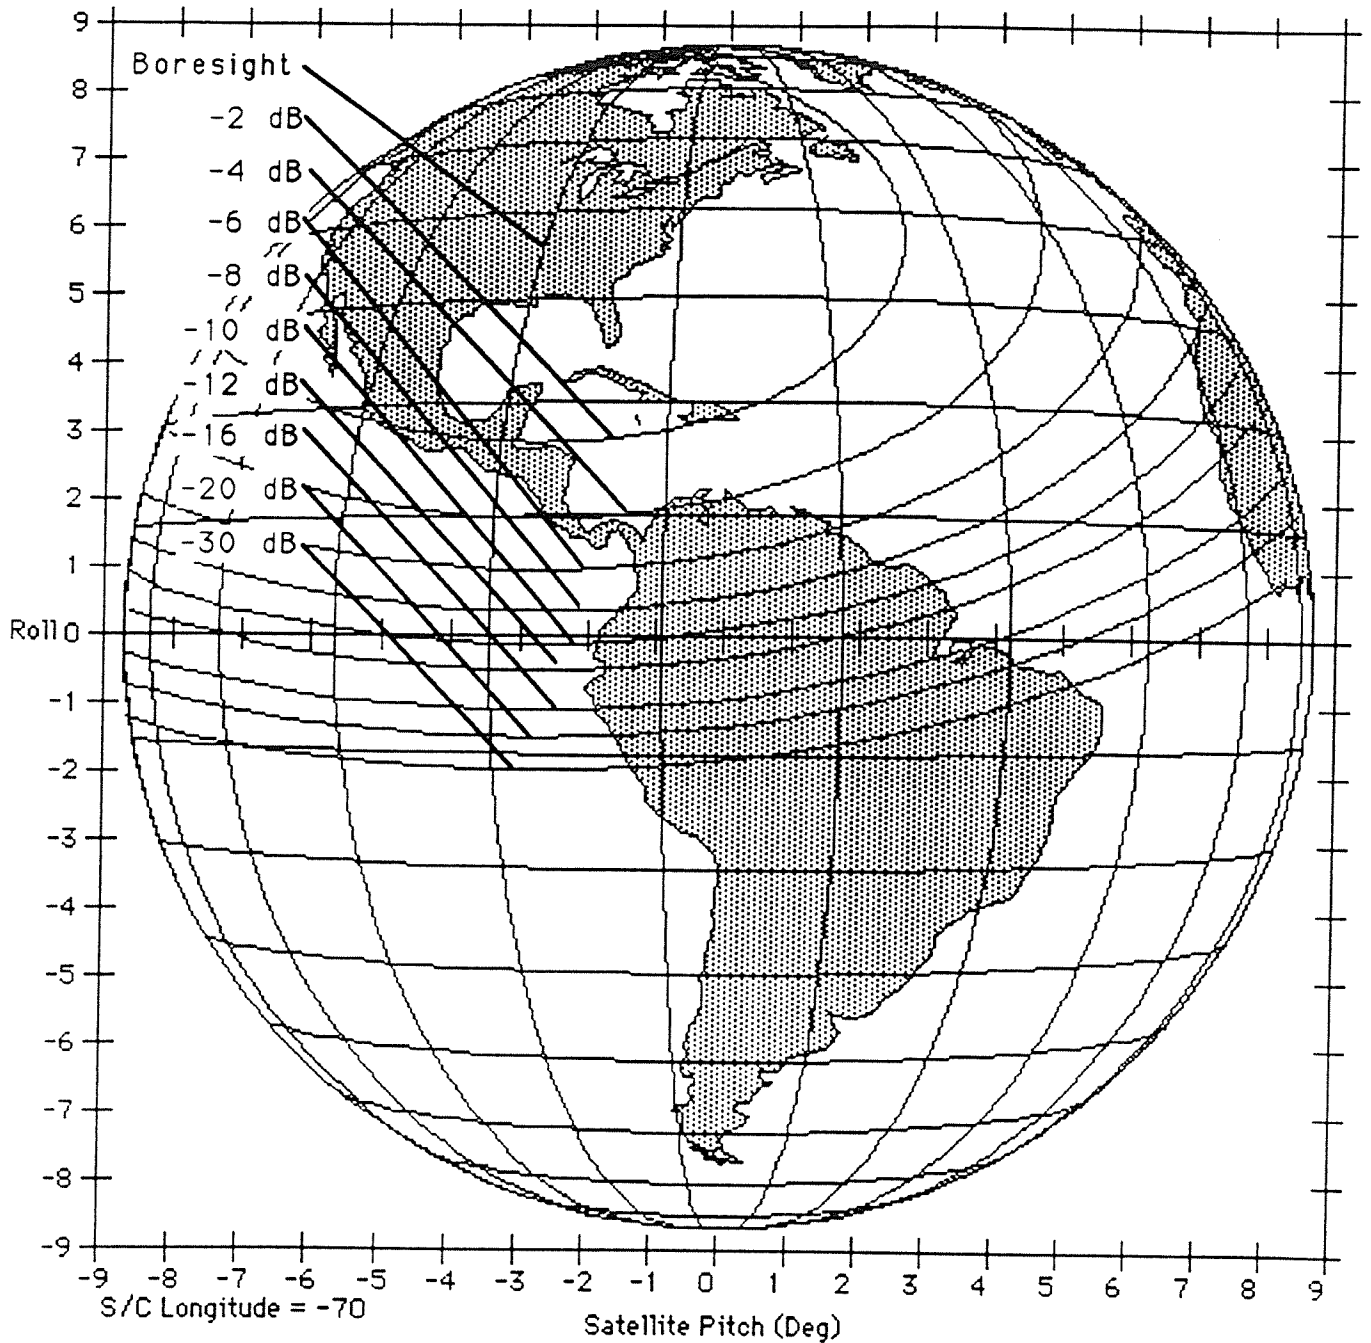 9
Boresight
8
-2 dB
7
-4 dB
6
-6 dB
-8 dB
5
-10 dB
4
-12 dB
3
-16 dB
2
-20 dB
-30 dB
1
Roll 0
-1
-2
-3
-4
-5
-6
-7
-8
-9
-9 -8 -7 -6 -5 -4 -3 -2 -1 0 1 2 3 4 5 6 7 8 9
S/C Longitude = -70
Satellite Pitch (Deg)